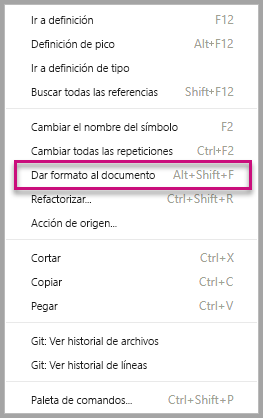 Ir a definición F12
Definición de pico Alt+F12
Ir a definición de tipo
Buscar todas las referencias Shift+F12
Cambiar el nombre del símbolo F2
Cambiar todas las repeticiones Ctrl+F2
Dar formato al documento Alt+Shift+F
Refactorizar... Ctrl+Shift+R
Acción de origen...
Cortar Ctrl+X
Copiar Ctrl+C
Pegar Ctrl+V
Git: Ver historial de archivos
Git: Ver historial de líneas
Paleta de comandos... Ctrl+Shift+P